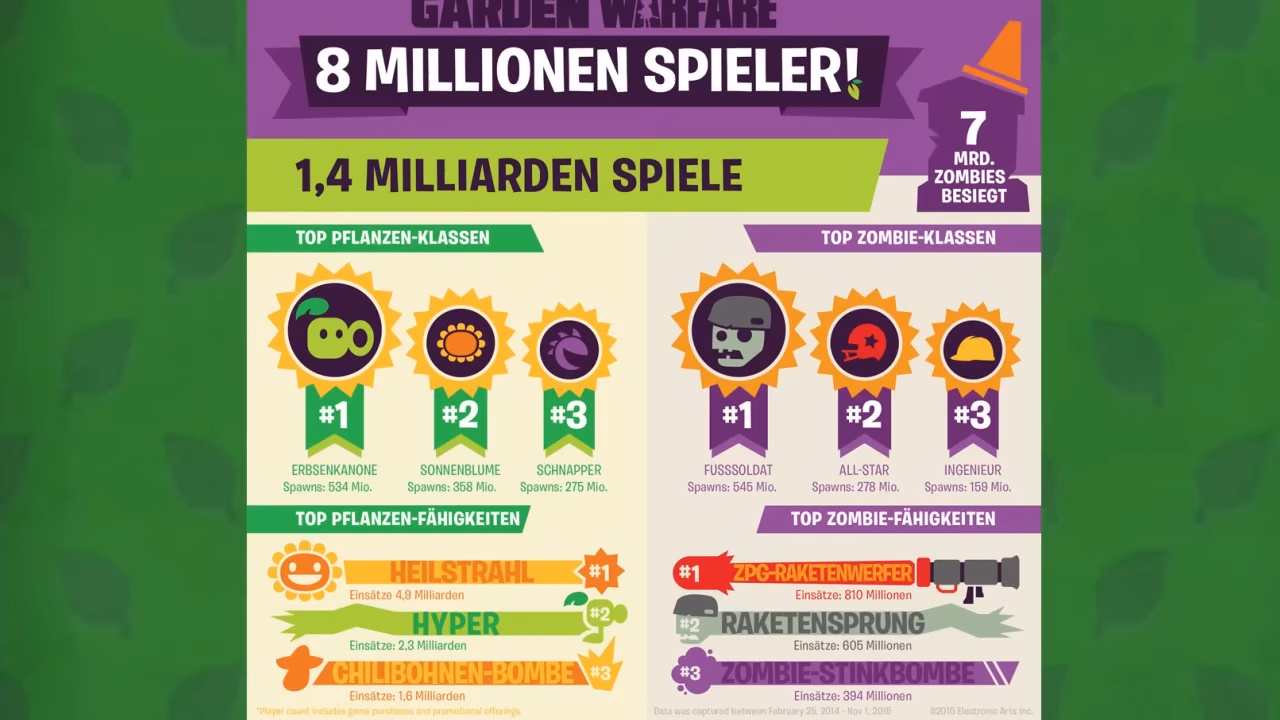 GARDEN WARFARE
8 MILLIONEN SPIELER!
1,4 MILLIARDEN SPIELE
7
MRD.
ZOMBIES
BESIEGT
TOP PFLANZEN-KLASSEN
#1
#2
#3
ERBSENKANONE
SONNENBLUME
SCHNAPPER
Spawns: 534 Mio.
Spawns: 358 Mio.
Spawns: 275 Mio.
TOP ZOMBIE-KLASSEN
#1
#2
#3
FUSSSOLDAT
ALL-STAR
INGENIEUR
Spawns: 545 Mio.
Spawns: 278 Mio.
Spawns: 159 Mio.
TOP PFLANZEN-FÄHIGKEITEN
HEILSTRAHL
#1
Einsätze 4,9 Milliarden
HYPER
#2
Einsätze: 2,3 Milliarden
CHILIBOHNEN-BOMBE
#3
Einsätze: 1,6 Milliarden
TOP ZOMBIE-FÄHIGKEITEN
#1
ZPG-RAKETENWERFER
Einsätze: 810 Millionen
#2
RAKETENSPRUNG
Einsätze: 605 Millionen
#3
ZOMBIE-STINKBOMBE
Einsätze: 394 Millionen
*Player count includes game purchases and promotional offerings.
Data was captured between February 25, 2014 - Nov 1, 2016
©2015 Electronic Arts Inc.